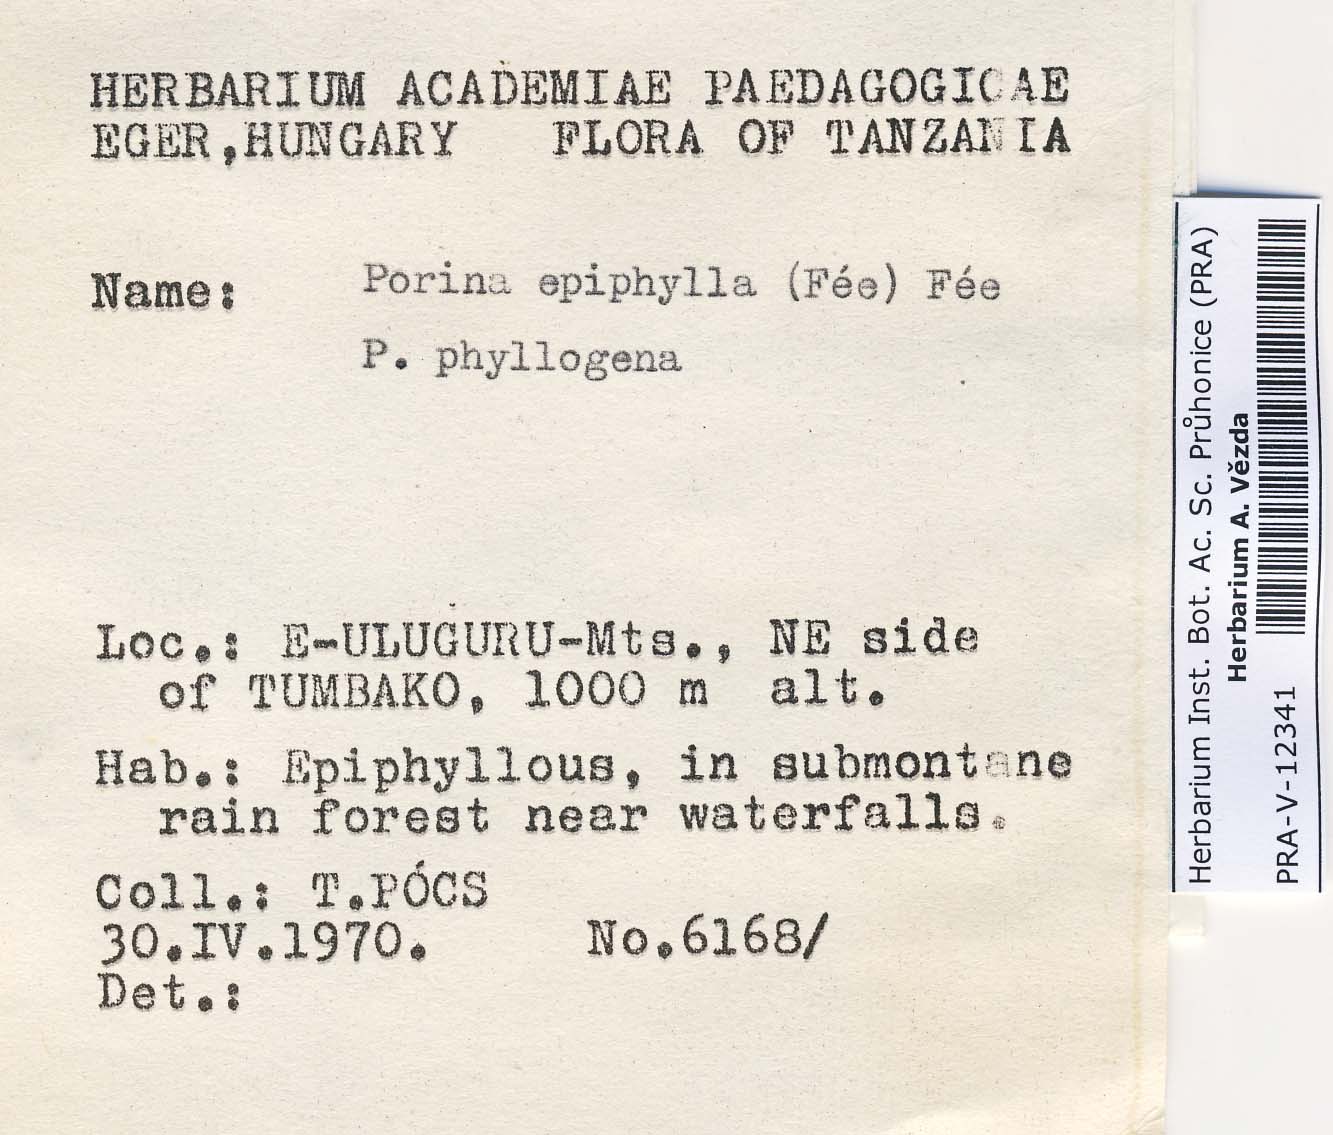 HERBARIUM ACADEMIAE PAEDAGOGICAE
EGER,HUNGARY FLORA OF TANZANIA
Name: Porina epiphylla (Fée) Fée
P. phyllogena
Loc.: E-ULUGURU-Mts., NE side
of TUMBAKO, 1000 m alt.
Hab.: Epiphyllous, in submontane
rain forest near waterfalls.
Coll.: T.PÓCS
30.IV.1970. No.6168/
Det.:
Herbarium Inst. Bot. Ac. Sc. Průhonice (PRA)
Herbarium A. Vězda
PRA-V-12341